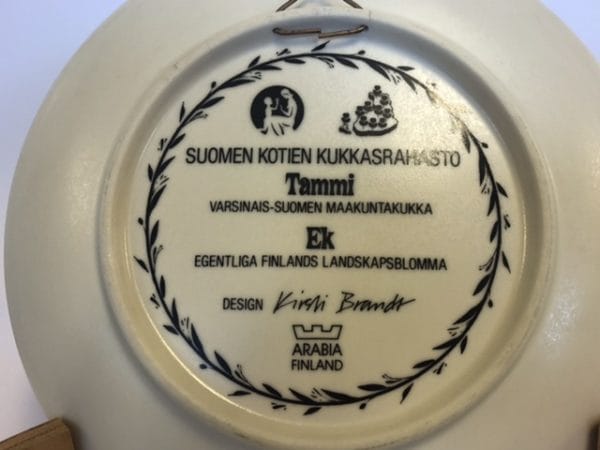 SUOMEN KOTIEN KUKKASRAHASTO
Tammi
VARSINAIS-SUOMEN MAAKUNTAKUKKA
Ek
EGENTLIGA FINLANDS LANDSKAPSBLOMMA
DESIGN Kirsti Brandt
ARABIA
FINLAND